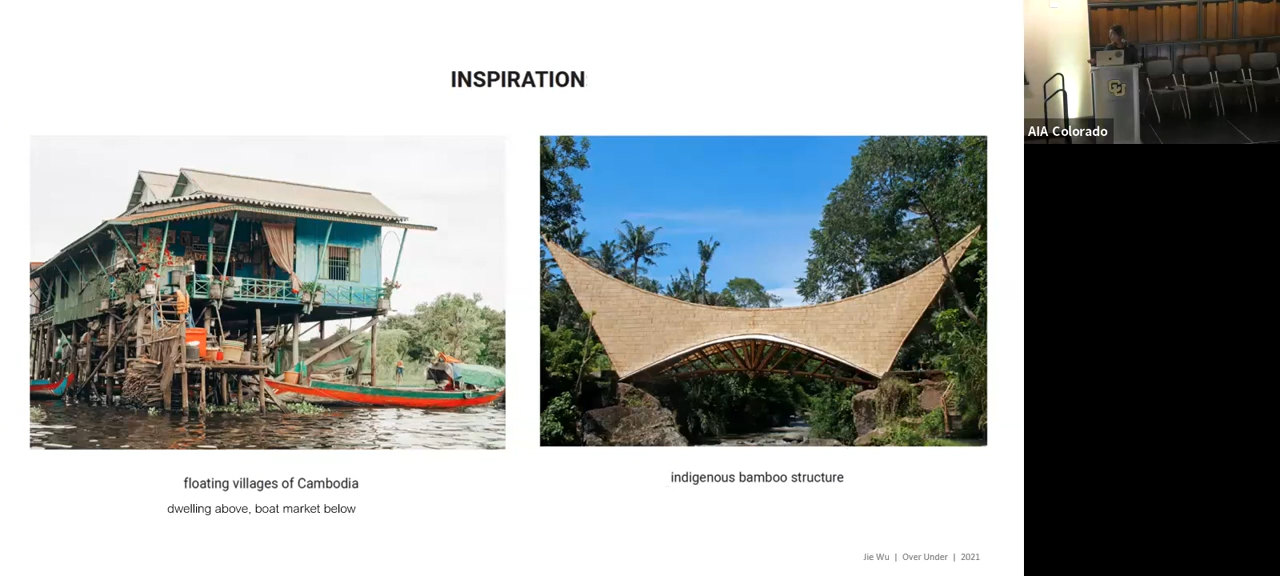 INSPIRATION
floating villages of Cambodia
dwelling above, boat market below
indigenous bamboo structure
Jie Wu | Over Under | 2021
AIA Colorado
CU